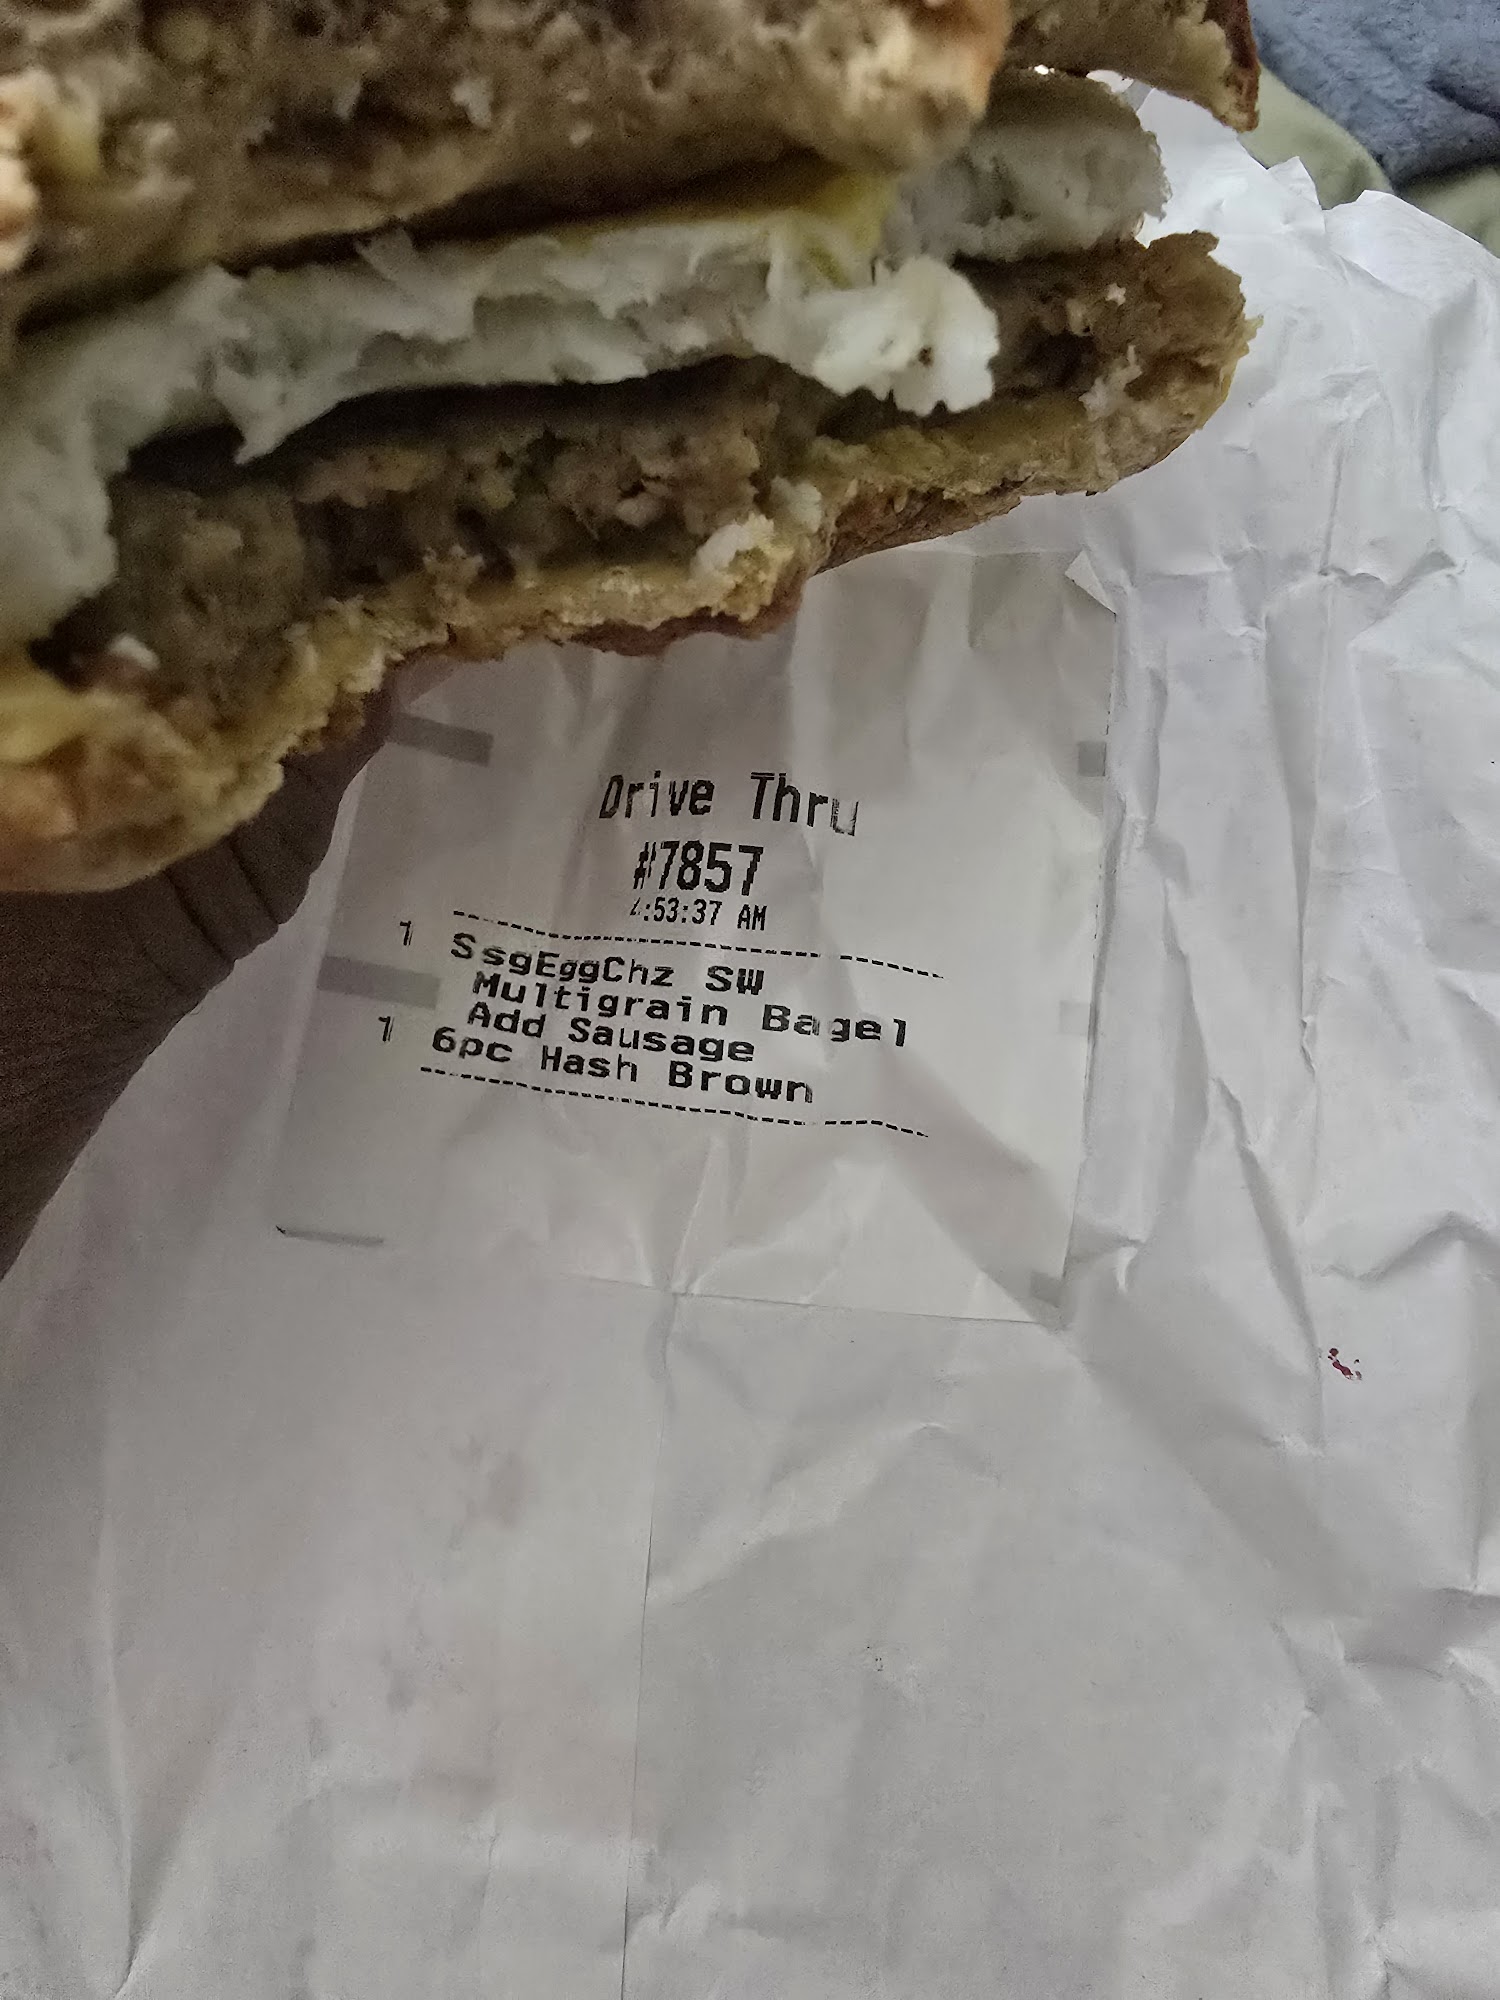 Drive Thru
#7857
4:53:37 AM
1 SsgEggChz SW
Multigrain Bagel
Add Sausage
1 6pc Hash Brown